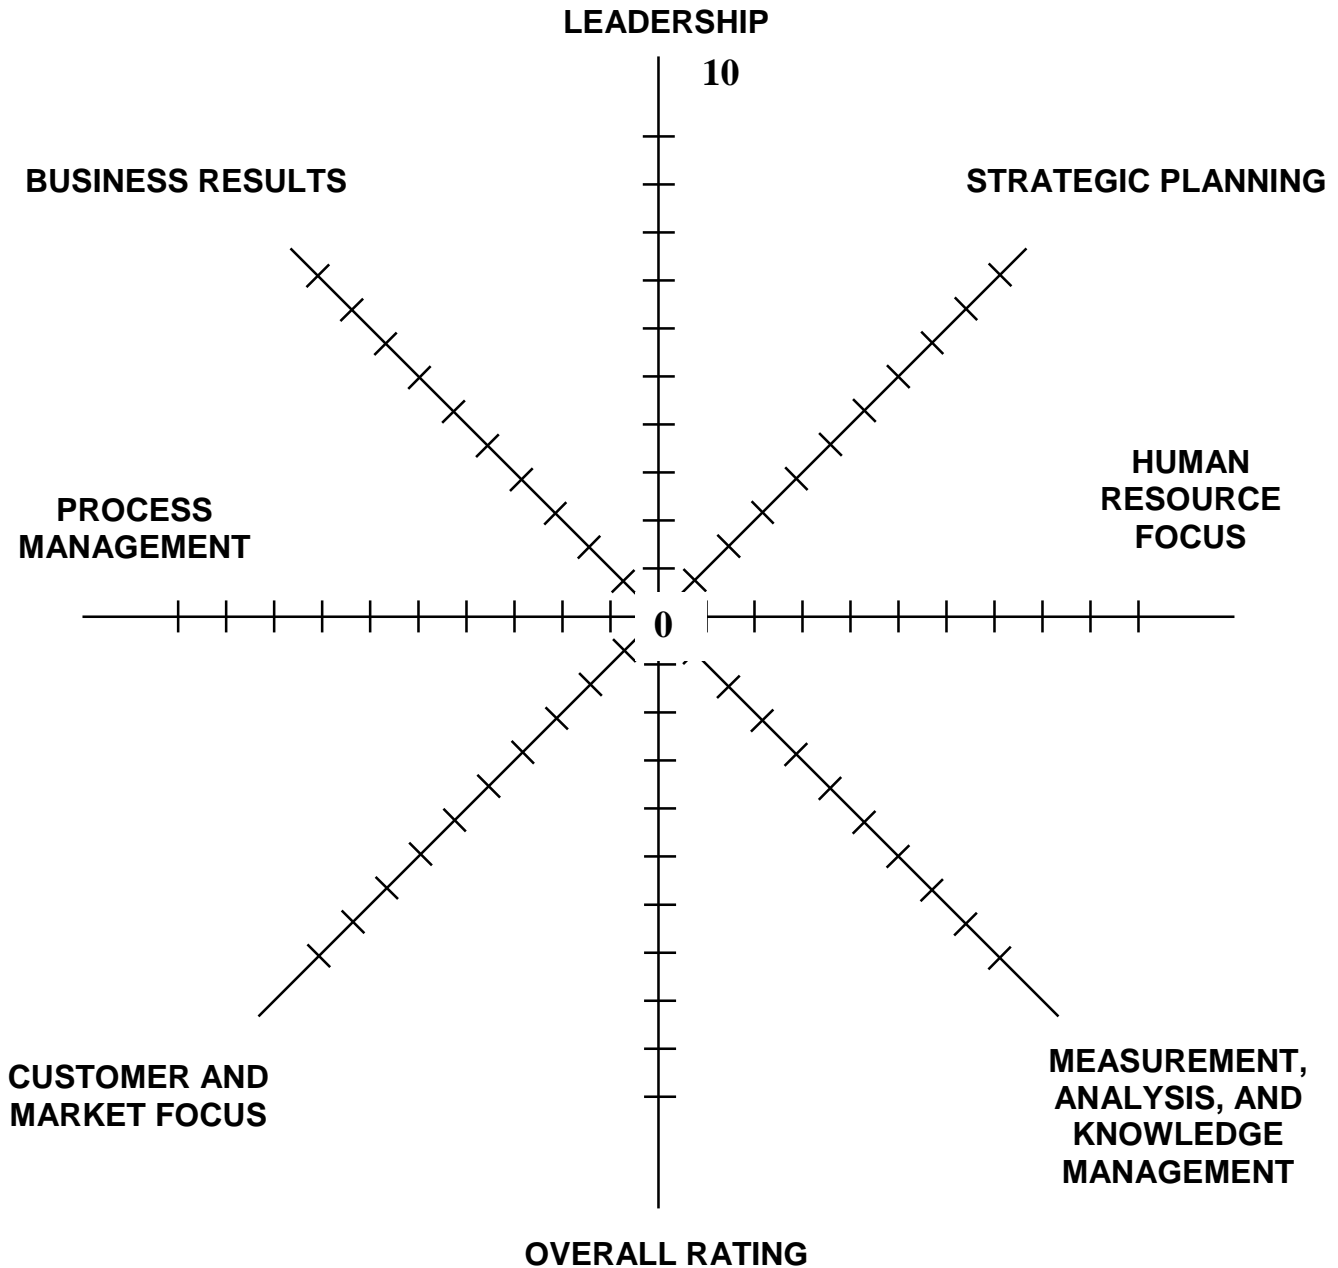 LEADERSHIP
10
BUSINESS RESULTS
STRATEGIC PLANNING
HUMAN
RESOURCE
FOCUS
PROCESS
MANAGEMENT
0
CUSTOMER AND
MARKET FOCUS
MEASUREMENT,
ANALYSIS, AND
KNOWLEDGE
MANAGEMENT
OVERALL RATING